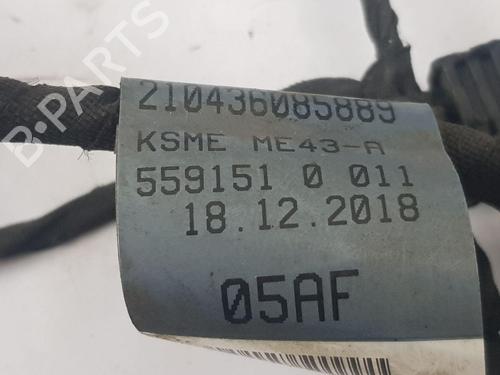 B-PARTS
210436085889
KSME ME43-A
559151 0 011
18.12.2018
05AF